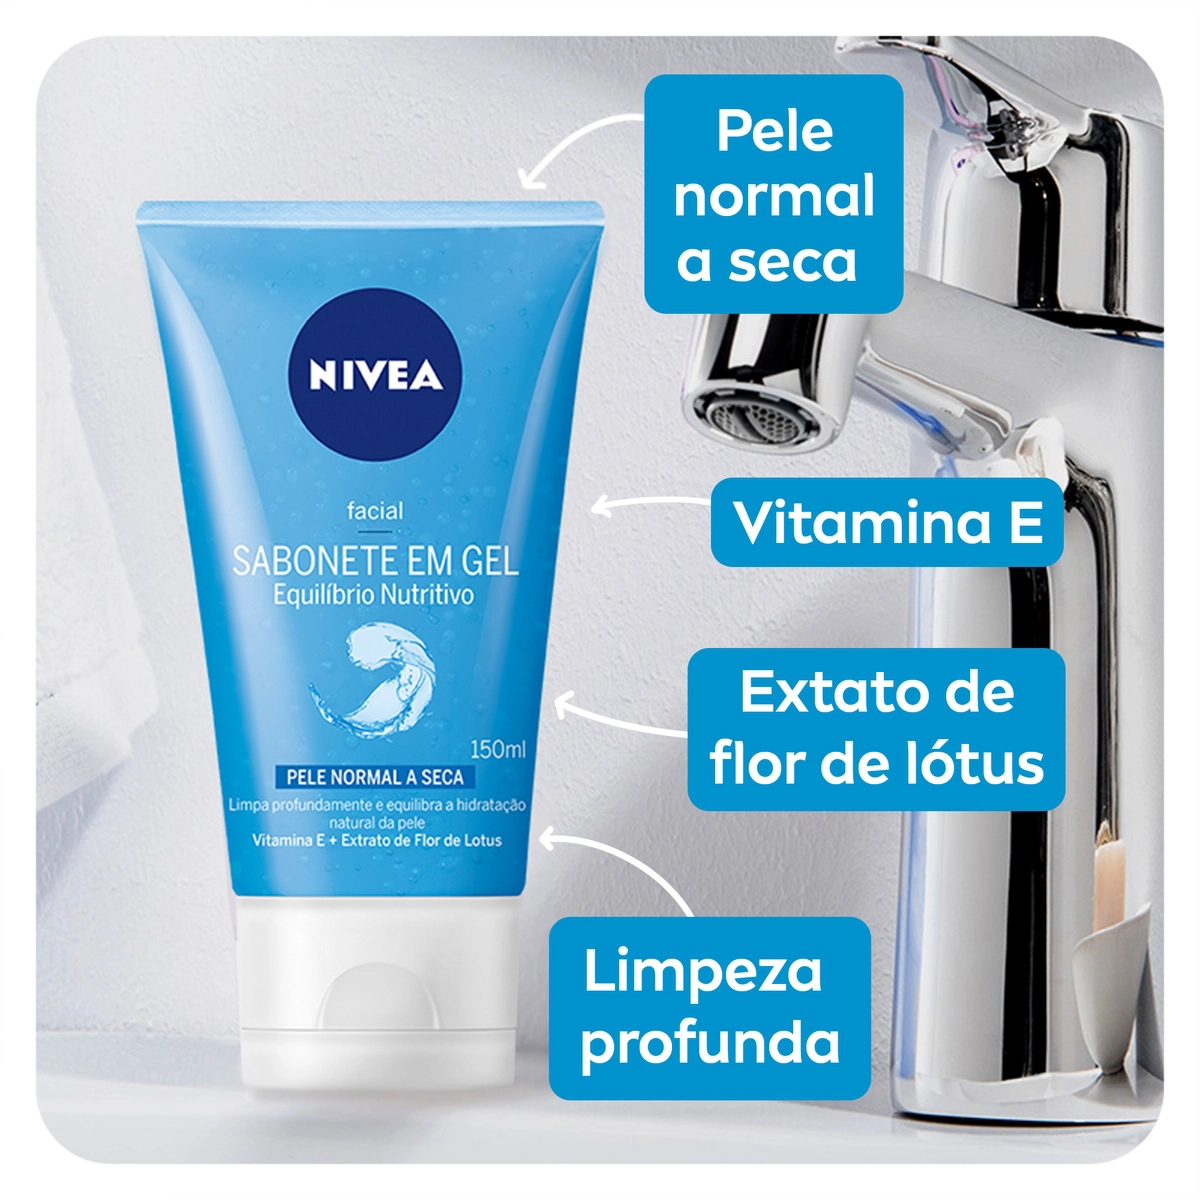 Pele
normal
a seca
NIVEA
facial
SABONETE EM GEL
Equilíbrio Nutritivo
150ml
PELE NORMAL A SECA
Limpa profundamente e equilibra a hidratação
natural da pele
Vitamina E + Extrato de Flor de Lotus
Vitamina E
Extato de
flor de lótus
Limpeza
profunda